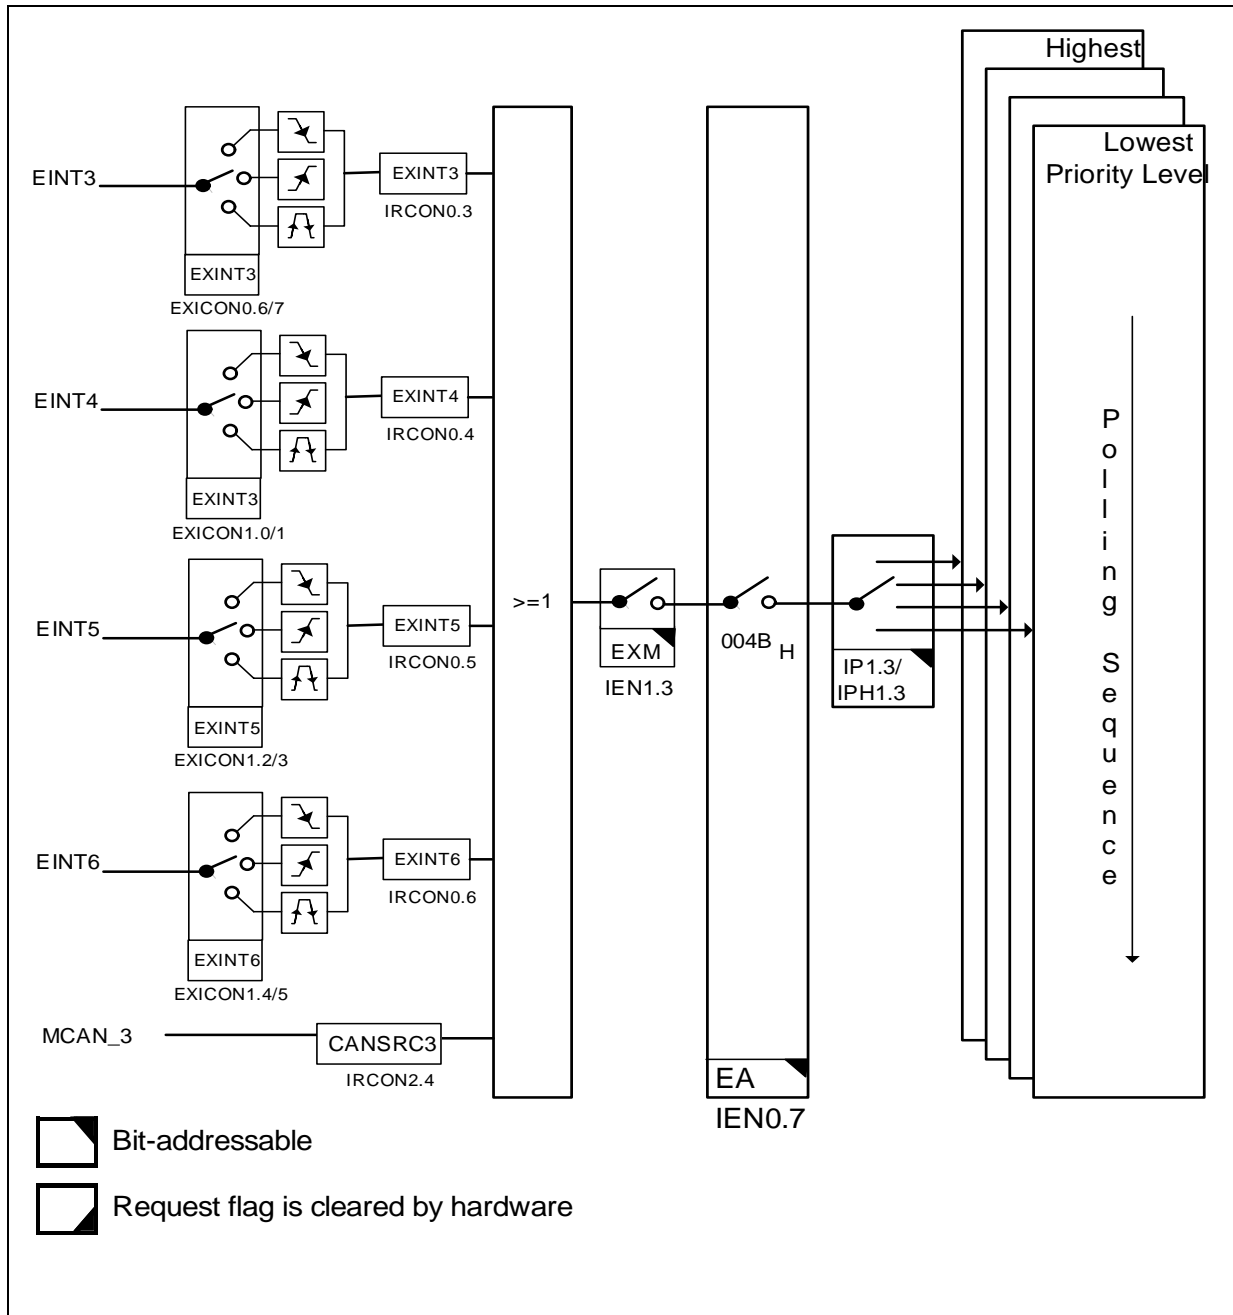 Highest
Lowest
Priority Level
EINT3
EXINT3
IRCON0.3
EXINT3
EXICON0.6/7
EINT4
EXINT4
IRCON0.4
EXINT3
EXICON1.0/1
EINT5
EXINT5
IRCON0.5
EXINT5
EXICON1.2/3
EINT6
EXINT6
IRCON0.6
EXINT6
EXICON1.4/5
MCAN_3
CANSRC3
IRCON2.4
>=1
EXM
IEN1.3
004B H
EA
IEN0.7
IP1.3/
IPH1.3
Polling Sequence
Bit-addressable
Request flag is cleared by hardware